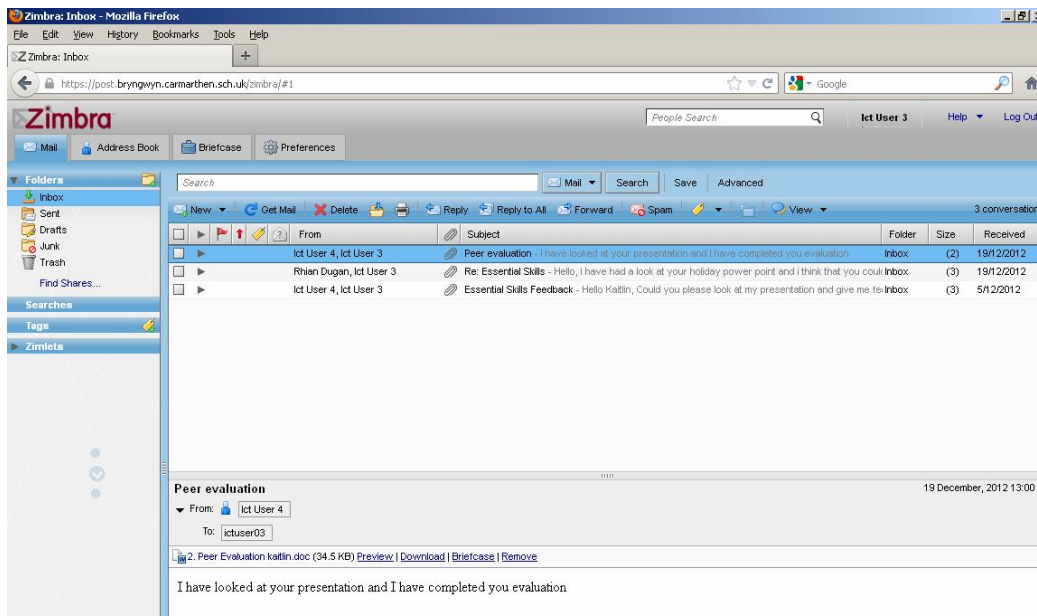 Zimbra: Inbox - Mozilla Firefox
File Edit View History Bookmarks Tools Help
Zimbra: Inbox +
https://post.bryngwyn.carmarthen.sch.uk/zimbra/#1 Google
Zimbra People Search Ict User 3 Help Log Out
Mail Address Book Briefcase Preferences
Folders
Inbox
Sent
Drafts
Junk
Trash
Find Shares...
Searches
Tags
Zimlets
Search Mail Search Save Advanced
New Get Mail Delete Reply Reply to All Forward Spam View 3 conversation
From Subject Folder Size Received
Ict User 4, Ict User 3 Peer evaluation - I have looked at your presentation and I have completed you evaluation Inbox (2) 19/12/2012
Rhian Dugan, Ict User 3 Re: Essential Skills - Hello, I have had a look at your holiday power point and i think that you coul Inbox (3) 19/12/2012
Ict User 4, Ict User 3 Essential Skills Feedback - Hello Kaitlin, Could you please look at my presentation and give me fe Inbox (3) 5/12/2012
Peer evaluation 19 December, 2012 13:00
From: Ict User 4
To: ictuser03
2. Peer Evaluation kaitlin.doc (34.5 KB) Preview | Download | Briefcase | Remove
I have looked at your presentation and I have completed you evaluation